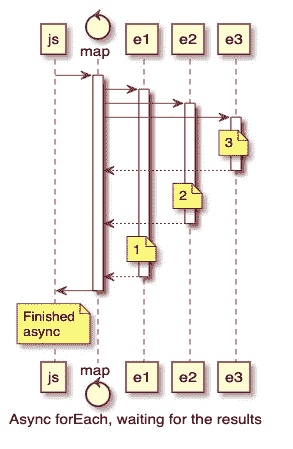 js
map
e1
e2
e3
3
2
1
Finished
async
js
map
e1
e2
e3
Async forEach, waiting for the results